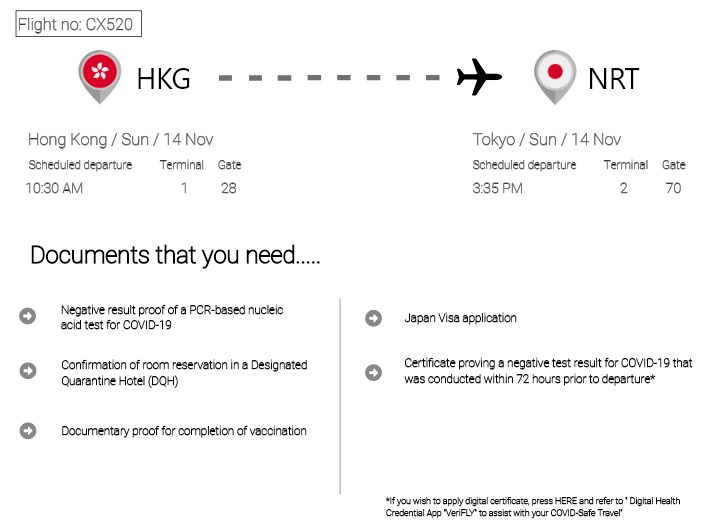 Flight no: CX520
HKG
NRT
Hong Kong / Sun / 14 Nov
Scheduled departure Terminal Gate
10:30 AM 1 28
Tokyo / Sun / 14 Nov
Scheduled departure Terminal Gate
3:35 PM 2 70
Documents that you need.....
Negative result proof of a PCR-based nucleic
acid test for COVID-19
Confirmation of room reservation in a Designated
Quarantine Hotel (DQH)
Documentary proof for completion of vaccination
Japan Visa application
Certificate proving a negative test result for COVID-19 that
was conducted within 72 hours prior to departure*
*If you wish to apply digital certificate, press HERE and refer to " Digital Health
Credential App "VeriFLY" to assist with your COVID-Safe Travel"